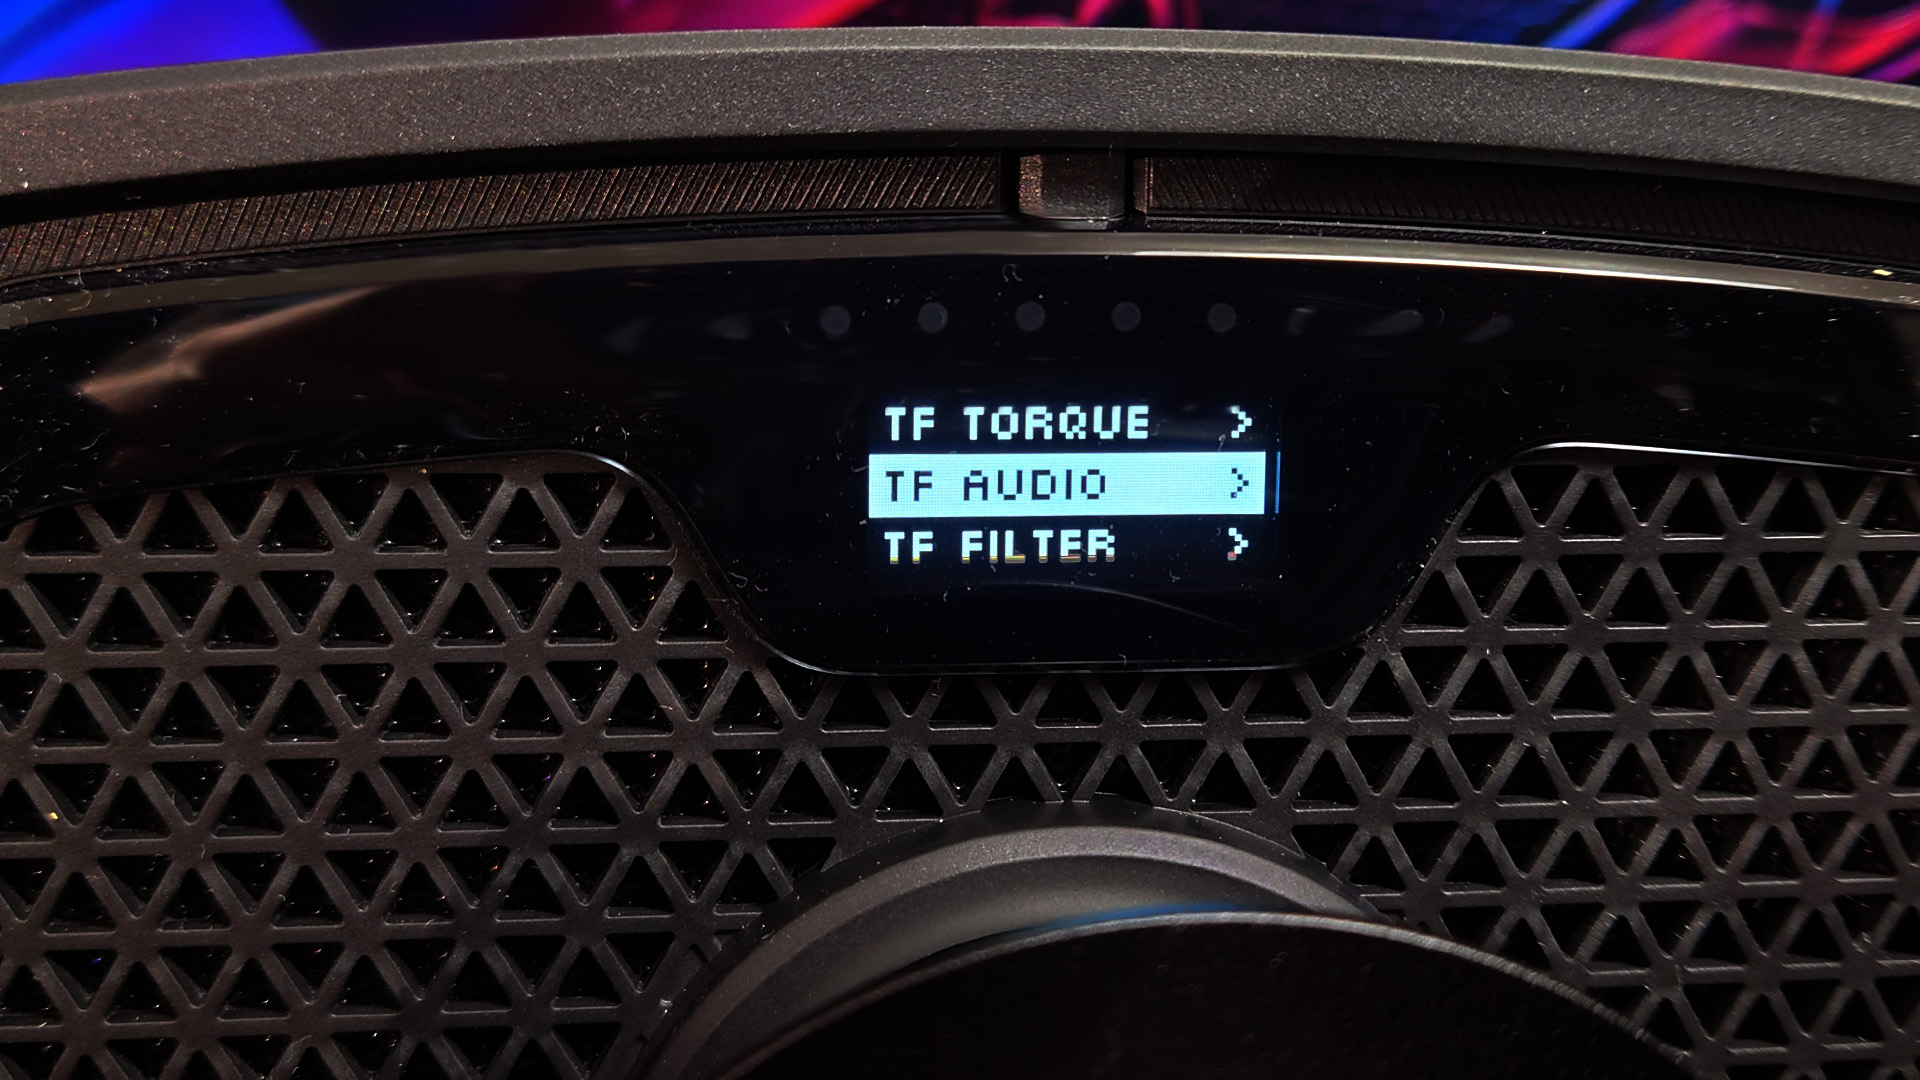 TF TORQUE >
TF AUDIO >
TF FILTER >